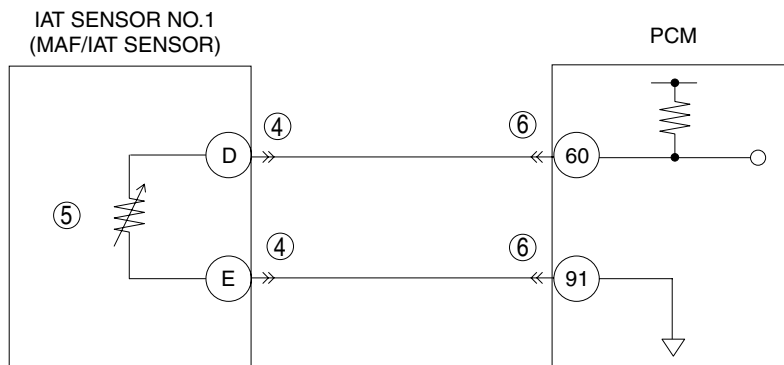 IAT SENSOR NO.1
(MAF/IAT SENSOR)
PCM
④
⑥
D
60
⑤
④
⑥
E
91